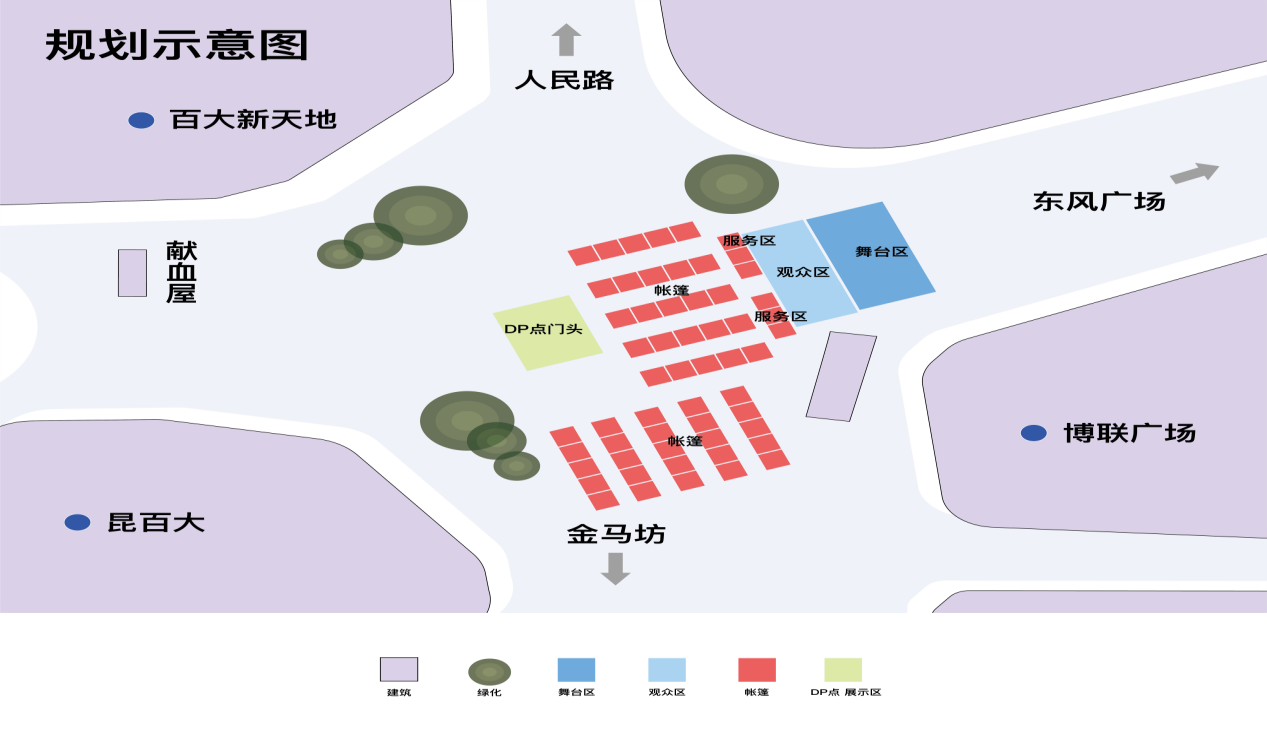 规划示意图
人民路
百大新天地
东风广场
献血屋
服务区
舞台区
观众区
帐篷
服务区
DP点门头
博联广场
帐篷
昆百大
金马坊
建筑
绿化
舞台区
观众区
帐篷
DP点 展示区